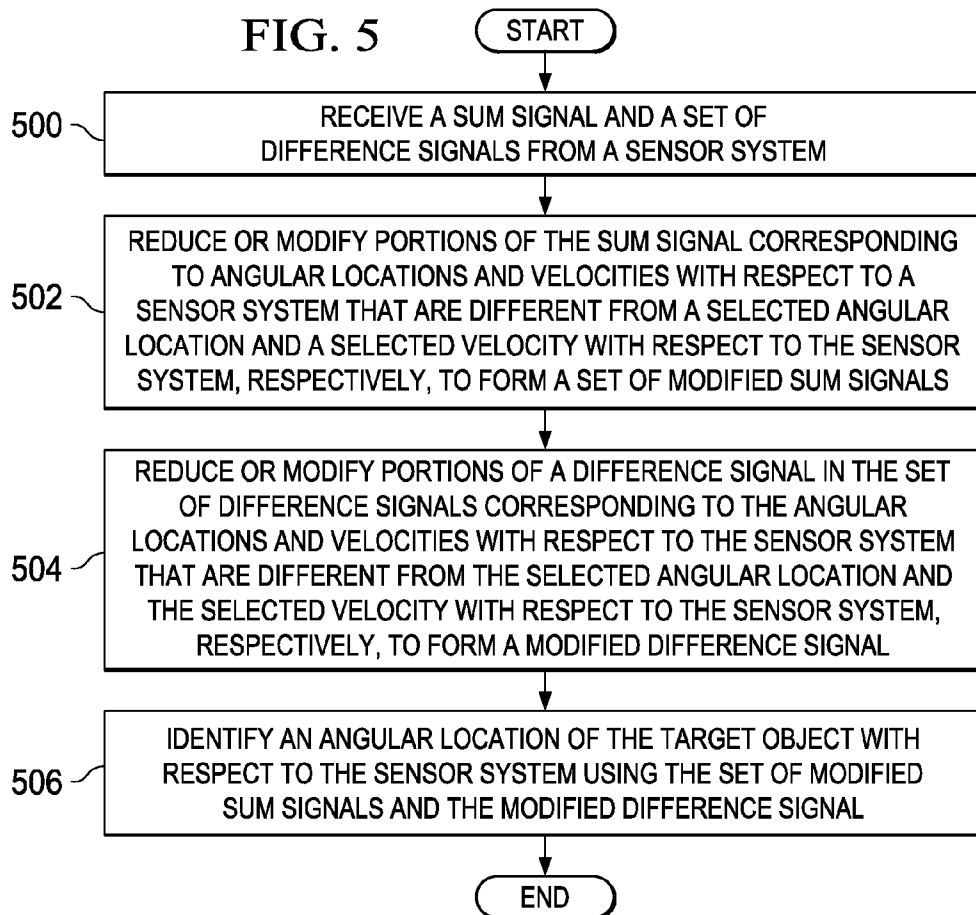 FIG. 5
START
500
RECEIVE A SUM SIGNAL AND A SET OF
DIFFERENCE SIGNALS FROM A SENSOR SYSTEM
502
REDUCE OR MODIFY PORTIONS OF THE SUM SIGNAL CORRESPONDING
TO ANGULAR LOCATIONS AND VELOCITIES WITH RESPECT TO A
SENSOR SYSTEM THAT ARE DIFFERENT FROM A SELECTED ANGULAR
LOCATION AND A SELECTED VELOCITY WITH RESPECT TO THE SENSOR
SYSTEM, RESPECTIVELY, TO FORM A SET OF MODIFIED SUM SIGNALS
504
REDUCE OR MODIFY PORTIONS OF A DIFFERENCE SIGNAL IN THE SET
OF DIFFERENCE SIGNALS CORRESPONDING TO THE ANGULAR
LOCATIONS AND VELOCITIES WITH RESPECT TO THE SENSOR SYSTEM
THAT ARE DIFFERENT FROM THE SELECTED ANGULAR LOCATION AND
THE SELECTED VELOCITY WITH RESPECT TO THE SENSOR SYSTEM,
RESPECTIVELY, TO FORM A MODIFIED DIFFERENCE SIGNAL
506
IDENTIFY AN ANGULAR LOCATION OF THE TARGET OBJECT WITH
RESPECT TO THE SENSOR SYSTEM USING THE SET OF MODIFIED
SUM SIGNALS AND THE MODIFIED DIFFERENCE SIGNAL
END